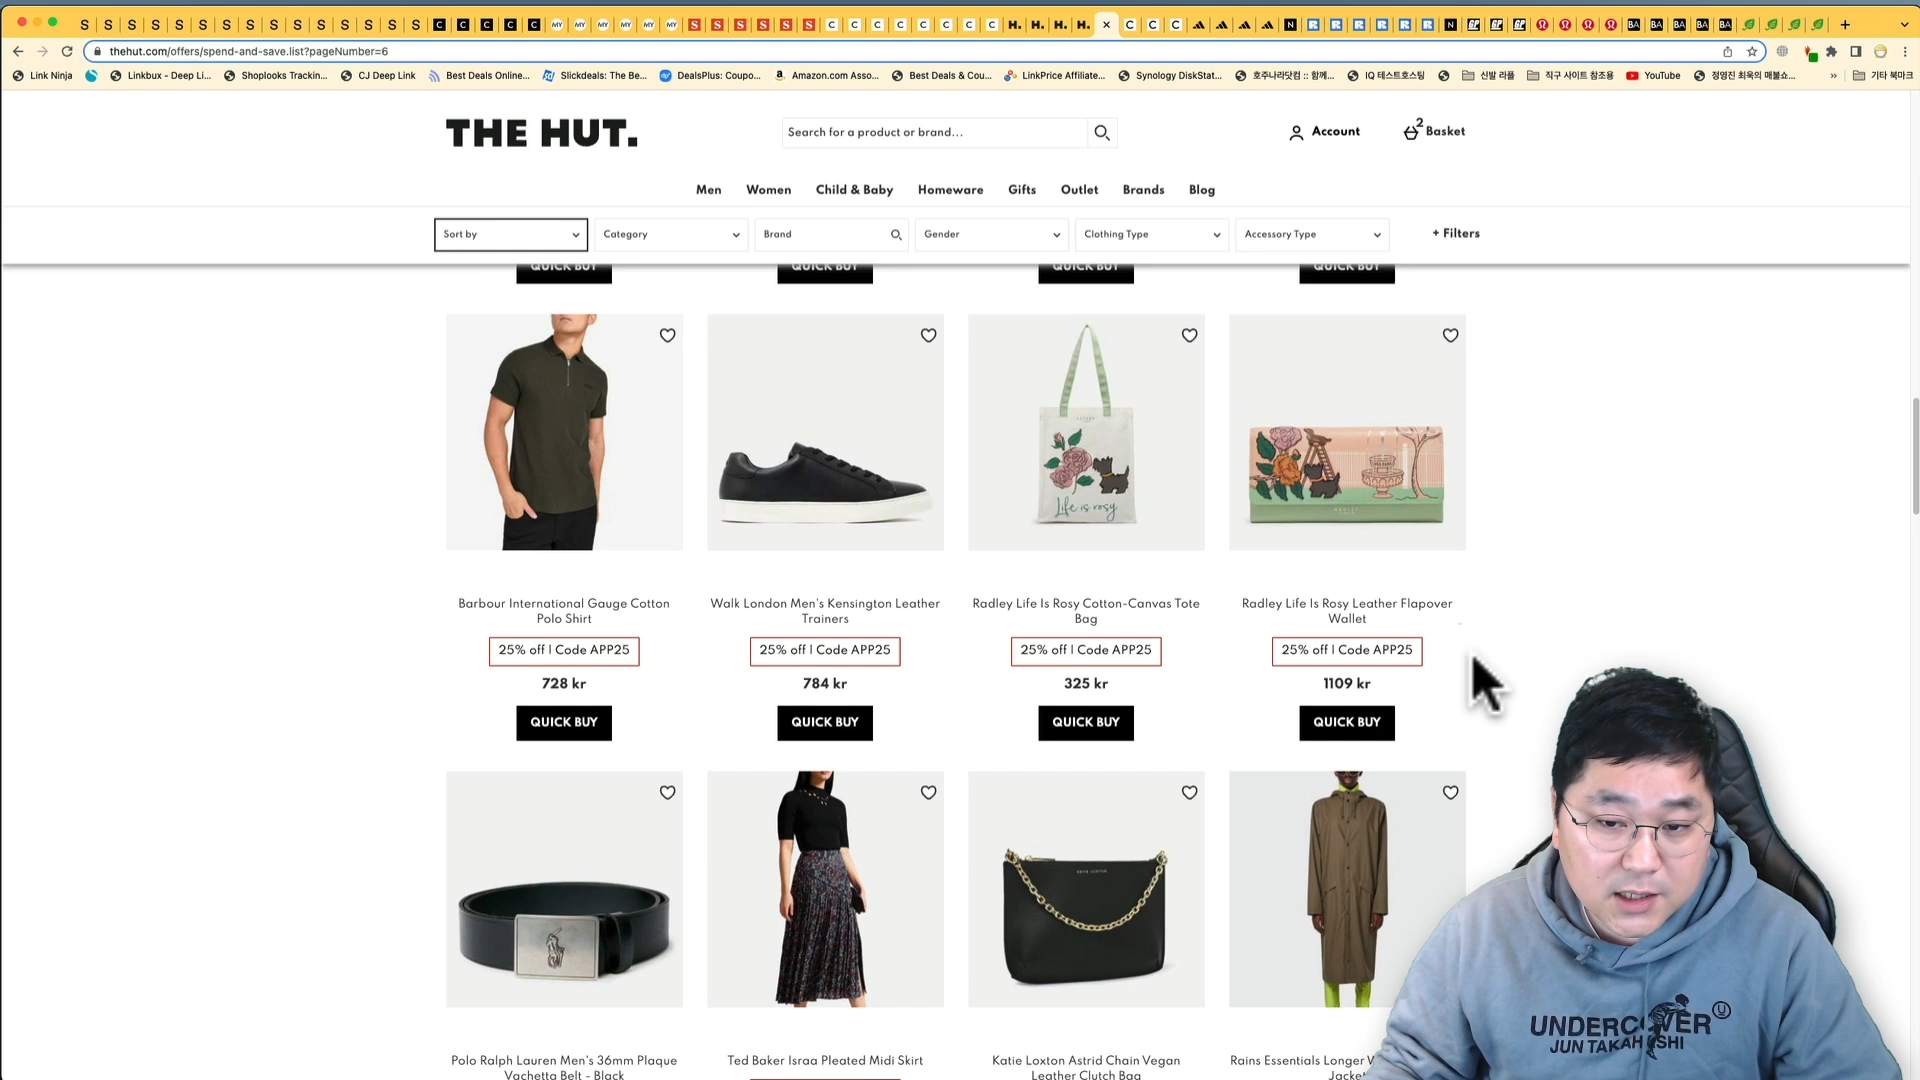 thehut.com/offers/spend-and-save.list?pageNumber=6
Link Ninja
Linkbux - Deep Li...
Shoplooks Trackin...
CJ Deep Link
Best Deals Online...
Slickdeals: The Be...
DealsPlus: Coupo...
Amazon.com Asso...
Best Deals & Cou...
LinkPrice Affiliate...
Synology DiskStat...
호주나라닷컴 :: 함께...
IQ 테스트호스팅
신발 라플
직구 사이트 참조용
YouTube
정영진 최욱의 매불쇼...
»
기타 북마크
THE HUT.
Search for a product or brand...
Account
2
Basket
Men
Women
Child & Baby
Homeware
Gifts
Outlet
Brands
Blog
Sort by
Category
Brand
Gender
Clothing Type
Accessory Type
+ Filters
QUICK BUY
QUICK BUY
QUICK BUY
QUICK BUY
Life is rosy
Barbour International Gauge Cotton
Polo Shirt
25% off | Code APP25
728 kr
QUICK BUY
Walk London Men's Kensington Leather
Trainers
25% off | Code APP25
784 kr
QUICK BUY
Radley Life Is Rosy Cotton-Canvas Tote
Bag
25% off | Code APP25
325 kr
QUICK BUY
Radley Life Is Rosy Leather Flapover
Wallet
25% off | Code APP25
1109 kr
QUICK BUY
Polo Ralph Lauren Men's 36mm Plaque
Vachetta Belt - Black
Ted Baker Israa Pleated Midi Skirt
Katie Loxton Astrid Chain Vegan
Leather Clutch Bag
Rains Essentials Longer
Jacket
UNDERCOVER
JUN TAKAHASHI